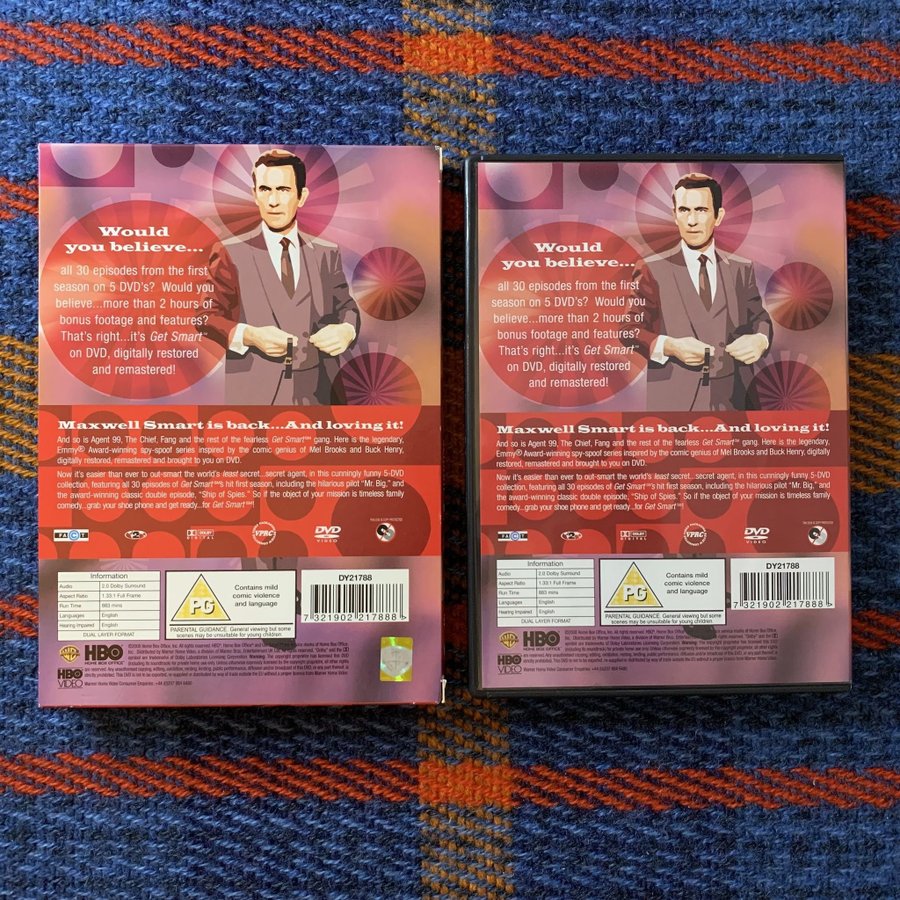 Would
you believe...
all 30 episodes from the first
season on 5 DVD's? Would you
believe...more than 2 hours of
bonus footage and features?
That's right...it's Get Smart™
on DVD, digitally restored
and remastered!
Maxwell Smart is back...And loving it!
And so is Agent 99, The Chief, Fang and the rest of the fearless Get Smart™ gang. Here is the legendary,
Emmy® Award-winning spy-spoof series inspired by the comic genius of Mel Brooks and Buck Henry,
digitally restored, remastered and brought to you on DVD.
Now it's easier than ever to out-smart the world's least secret...secret agent, in this cunningly funny 5-DVD
collection, featuring all 30 episodes of Get Smart™'s hit first season, including the hilarious pilot "Mr. Big," and
the award-winning classic double episode, "Ship of Spies." So if the object of your mission is timeless family
comedy...grab your shoe phone and get ready...for Get Smart™!
FACT
2
DOLBY
DIGITAL
VPRC
DVD
VIDEO
Information
Audio 2.0 Dolby Surround
Aspect Ratio 1.33:1 Full Frame
Run Time 883 mins
Languages English
Hearing Impaired English
DUAL LAYER FORMAT
PG
Contains mild
comic violence
and language
PARENTAL GUIDANCE General viewing but some
scenes may be unsuitable for young children
DY21788
7 321902 217888
HBO
HOME BOX OFFICE
HBO
VIDEO
Would
you believe...
all 30 episodes from the first
season on 5 DVD's? Would you
believe...more than 2 hours of
bonus footage and features?
That's right...it's Get Smart™
on DVD, digitally restored
and remastered!
Maxwell Smart is back...And loving it!
And so is Agent 99, The Chief, Fang and the rest of the fearless Get Smart™ gang. Here is the legendary,
Emmy® Award-winning spy-spoof series inspired by the comic genius of Mel Brooks and Buck Henry,
digitally restored, remastered and brought to you on DVD.
Now it's easier than ever to out-smart the world's least secret...secret agent, in this cunningly funny 5-DVD
collection, featuring all 30 episodes of Get Smart™'s hit first season, including the hilarious pilot "Mr. Big," and
the award-winning classic double episode, "Ship of Spies." So if the object of your mission is timeless family
comedy...grab your shoe phone and get ready...for Get Smart™!
FACT
2
DOLBY
DIGITAL
VPRC
DVD
VIDEO
Information
Audio 2.0 Dolby Surround
Aspect Ratio 1.33:1 Full Frame
Run Time 883 mins
Languages English
Hearing Impaired English
DUAL LAYER FORMAT
PG
Contains mild
comic violence
and language
PARENTAL GUIDANCE General viewing but some
scenes may be unsuitable for young children
DY21788
7 321902 217888
HBO
HOME BOX OFFICE
HBO
VIDEO